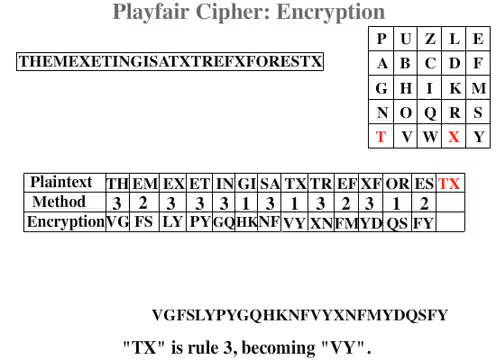 Playfair Cipher: Encryption
THEMEXETINGISATXTREFXFORESTX
P U Z L E
A B C D F
G H I K M
N O Q R S
T V W X Y
Plaintext TH EM EX ET IN GI SA TX TR EF XF OR ES TX
Method 3 2 3 3 3 1 3 1 3 2 3 1 2
Encryption VG FS LY PY GQ HK NF VY XN FM YD QS FY
VGFSLYPYGQHKNFVYXNFMYDQSFY
"TX" is rule 3, becoming "VY".